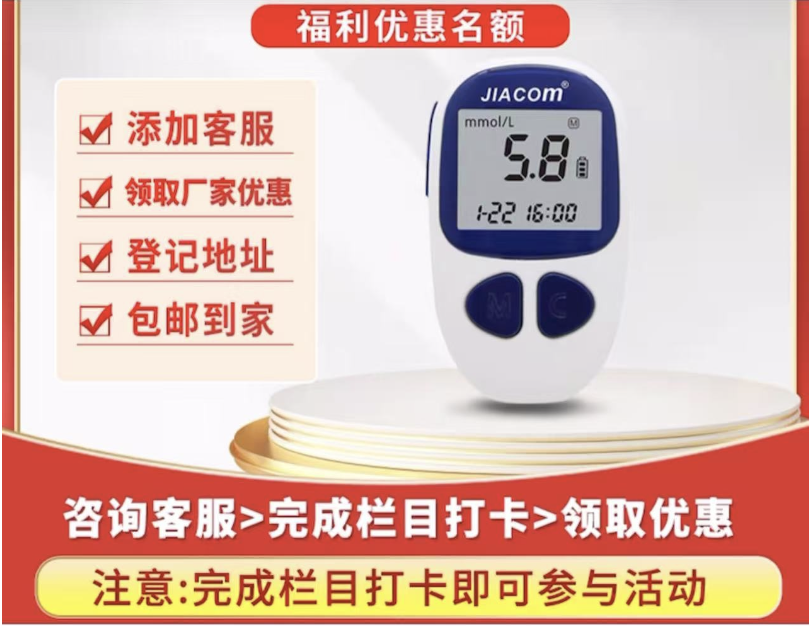 福利优惠名额
添加客服
领取厂家优惠
登记地址
包邮到家
JIACOM®
mmol/L
M
5.8
1-22 16:00
M C
咨询客服>完成栏目打卡>领取优惠
注意:完成栏目打卡即可参与活动